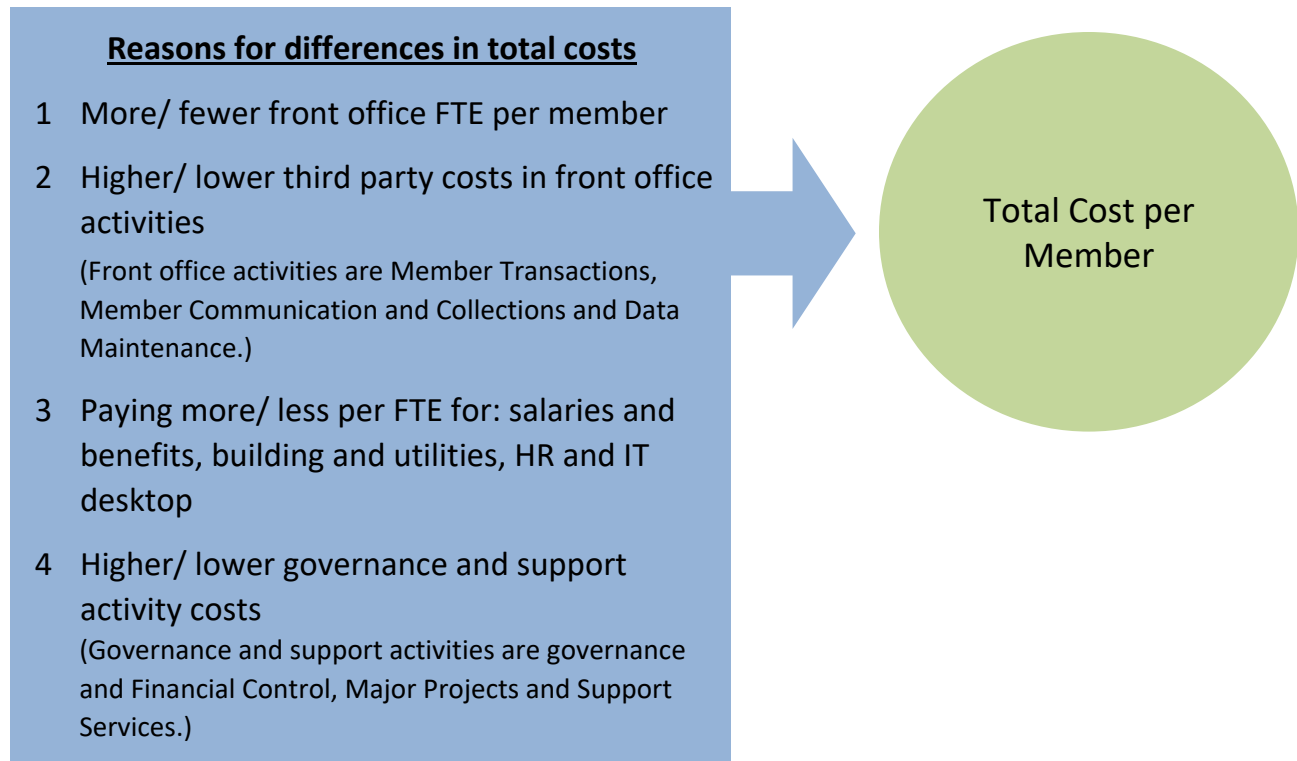 Reasons for differences in total costs
1 More/ fewer front office FTE per member
2 Higher/ lower third party costs in front office
activities
(Front office activities are Member Transactions,
Member Communication and Collections and Data
Maintenance.)
3 Paying more/ less per FTE for: salaries and
benefits, building and utilities, HR and IT
desktop
4 Higher/ lower governance and support
activity costs
(Governance and support activities are governance
and Financial Control, Major Projects and Support
Services.)
Total Cost per
Member